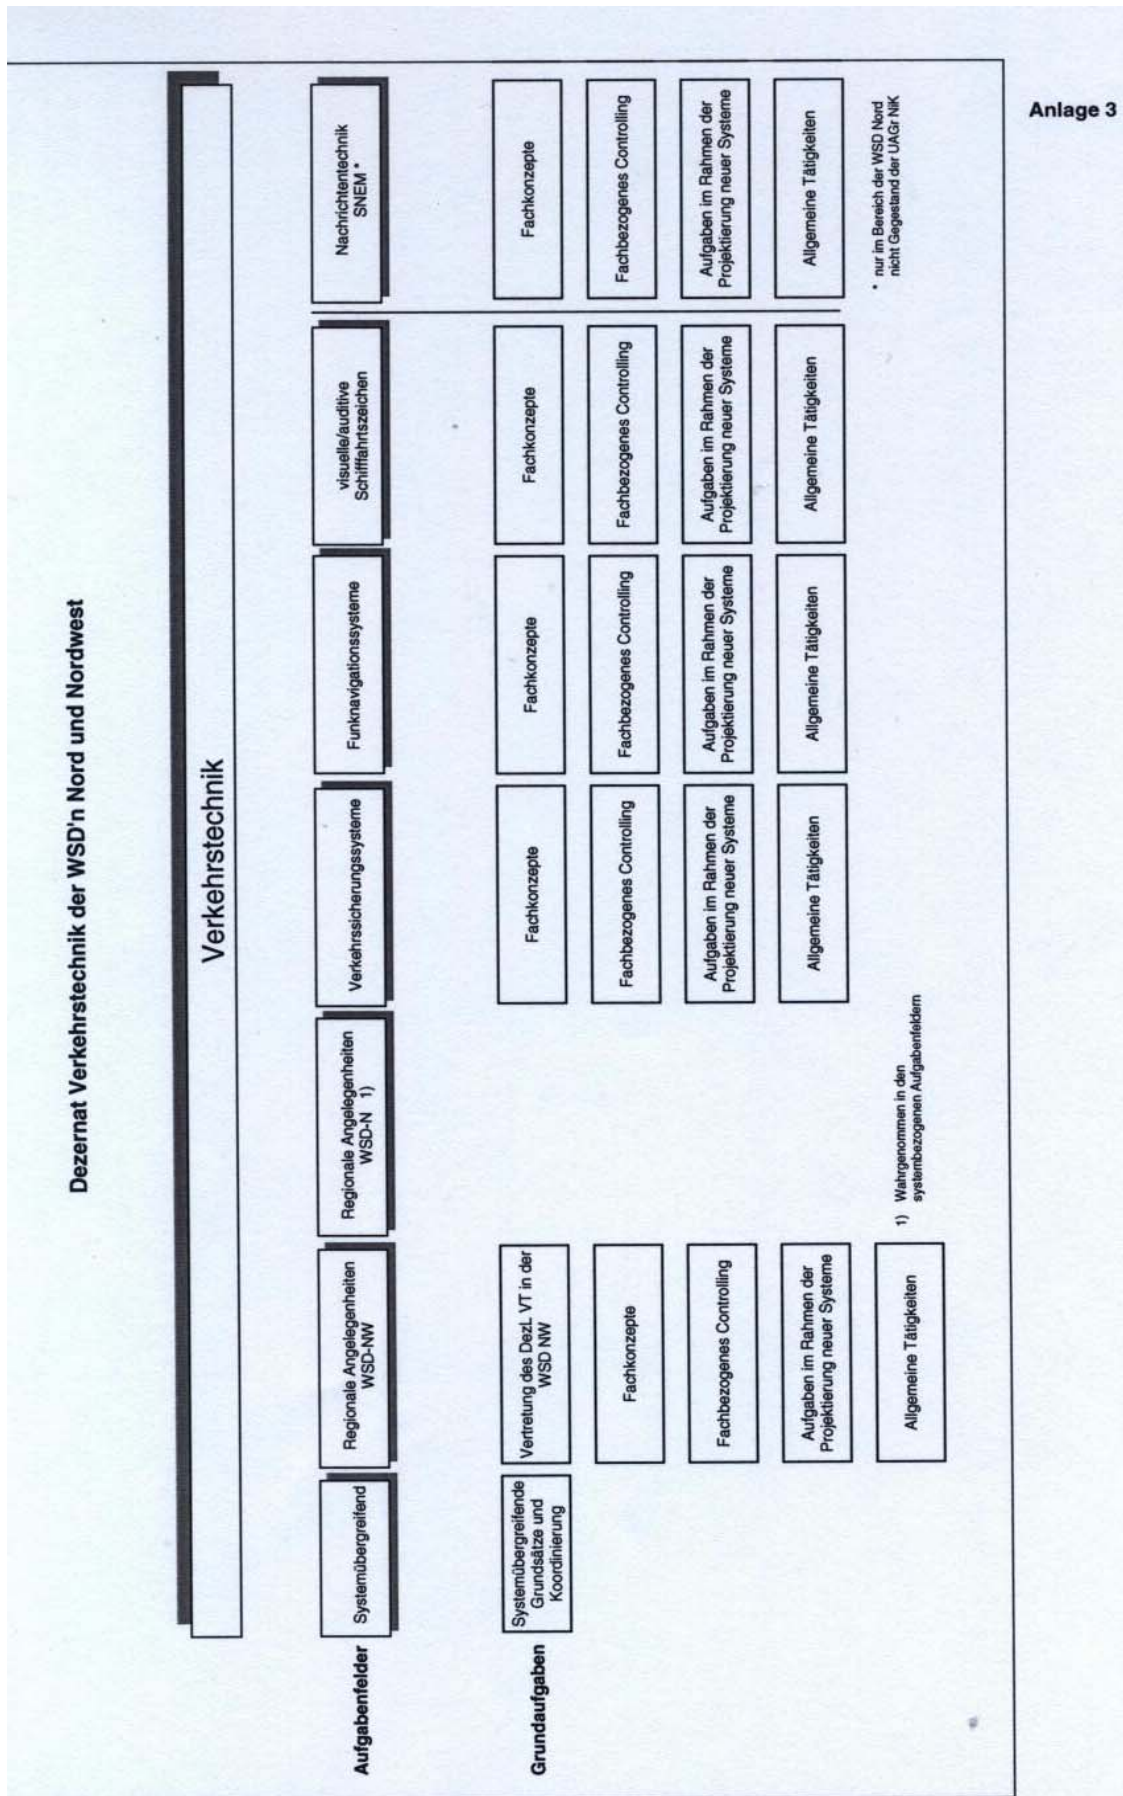 Anlage 3
Dezernat Verkehrstechnik der WSD'n Nord und Nordwest
Verkehrstechnik
Aufgabenfelder
Systemübergreifend
Regionale Angelegenheiten
WSD-NW
Regionale Angelegenheiten
WSD-N 1)
Verkehrssicherungssysteme
Funknavigationssysteme
visuelle/auditive
Schifffahrtszeichen
Nachrichtentechnik
SNEM *
Grundaufgaben
Systemübergreifende
Grundsätze und
Koordinierung
Vertretung des DezL VT in der
WSD NW
Fachkonzepte
Fachbezogenes Controlling
Aufgaben im Rahmen der
Projektierung neuer Systeme
Allgemeine Tätigkeiten
Fachkonzepte
Fachbezogenes Controlling
Aufgaben im Rahmen der
Projektierung neuer Systeme
Allgemeine Tätigkeiten
Fachkonzepte
Fachbezogenes Controlling
Aufgaben im Rahmen der
Projektierung neuer Systeme
Allgemeine Tätigkeiten
Fachkonzepte
Fachbezogenes Controlling
Aufgaben im Rahmen der
Projektierung neuer Systeme
Allgemeine Tätigkeiten
Fachkonzepte
Fachbezogenes Controlling
Aufgaben im Rahmen der
Projektierung neuer Systeme
Allgemeine Tätigkeiten
1) Wahrgenommen in den
systembezogenen Aufgabenfeldern
* nur im Bereich der WSD Nord
nicht Gegestand der UAGr NiK